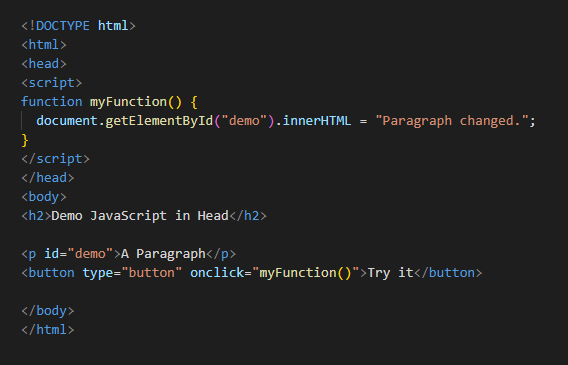 <!DOCTYPE html>
<html>
<head>
<script>
function myFunction() {
  document.getElementById("demo").innerHTML = "Paragraph changed.";
}
</script>
</head>
<body>
<h2>Demo JavaScript in Head</h2>

<p id="demo">A Paragraph</p>
<button type="button" onclick="myFunction()">Try it</button>

</body>
</html>